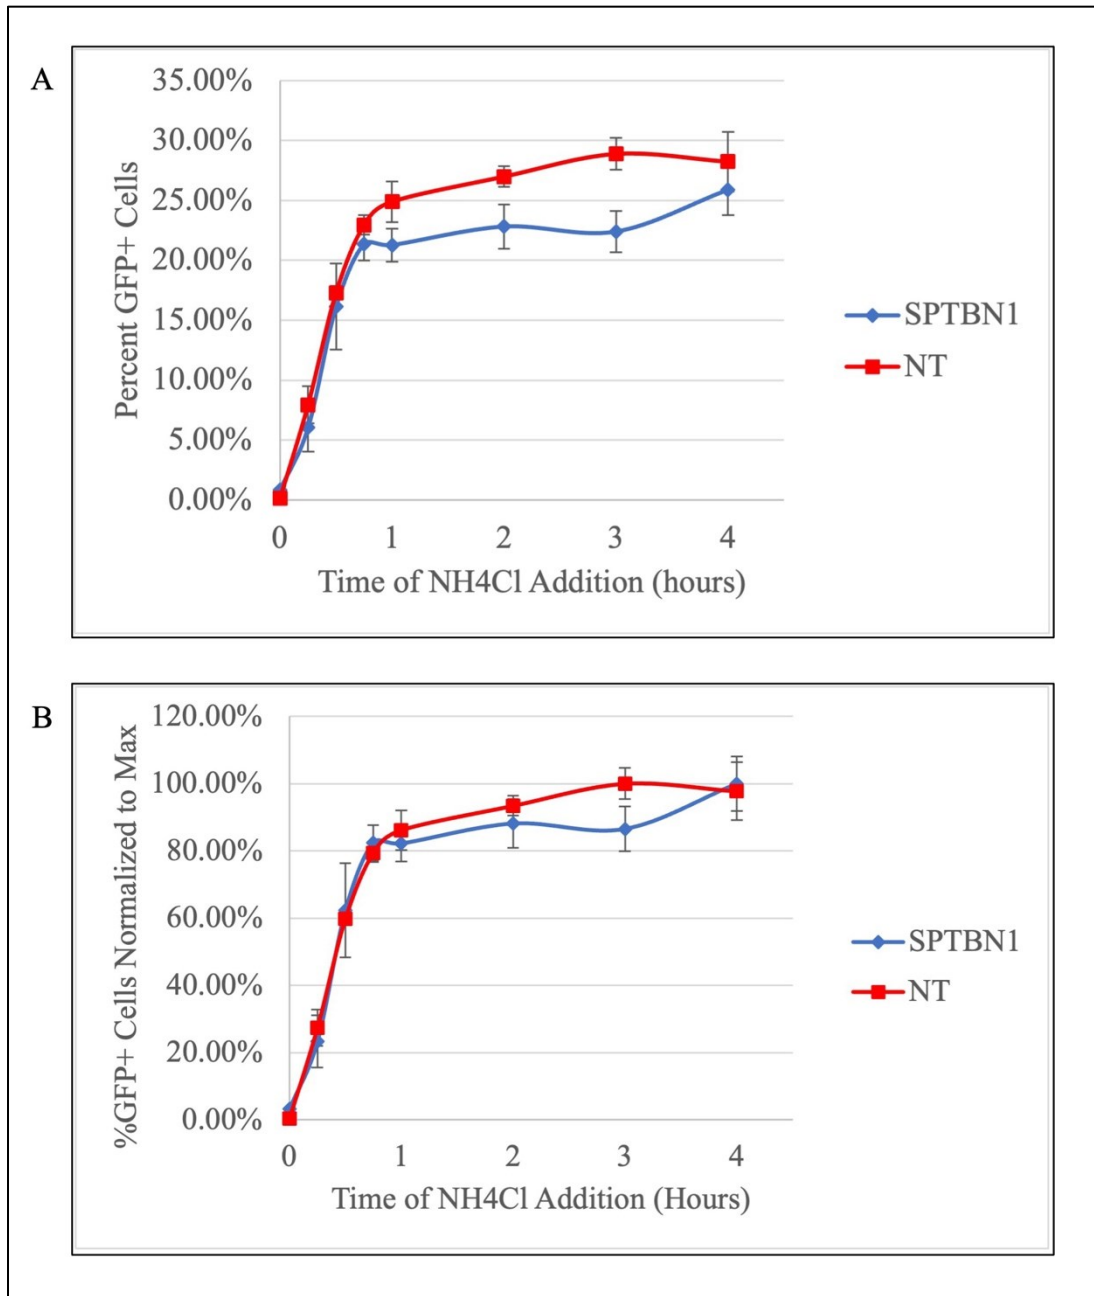 A
35.00%
30.00%
25.00%
20.00%
15.00%
10.00%
5.00%
0.00%
Percent GFP+ Cells
0 1 2 3 4
Time of NH4Cl Addition (hours)
SPTBN1
NT
B
120.00%
100.00%
80.00%
60.00%
40.00%
20.00%
0.00%
%GFP+ Cells Normalized to Max
0 1 2 3 4
Time of NH4Cl Addition (Hours)
SPTBN1
NT